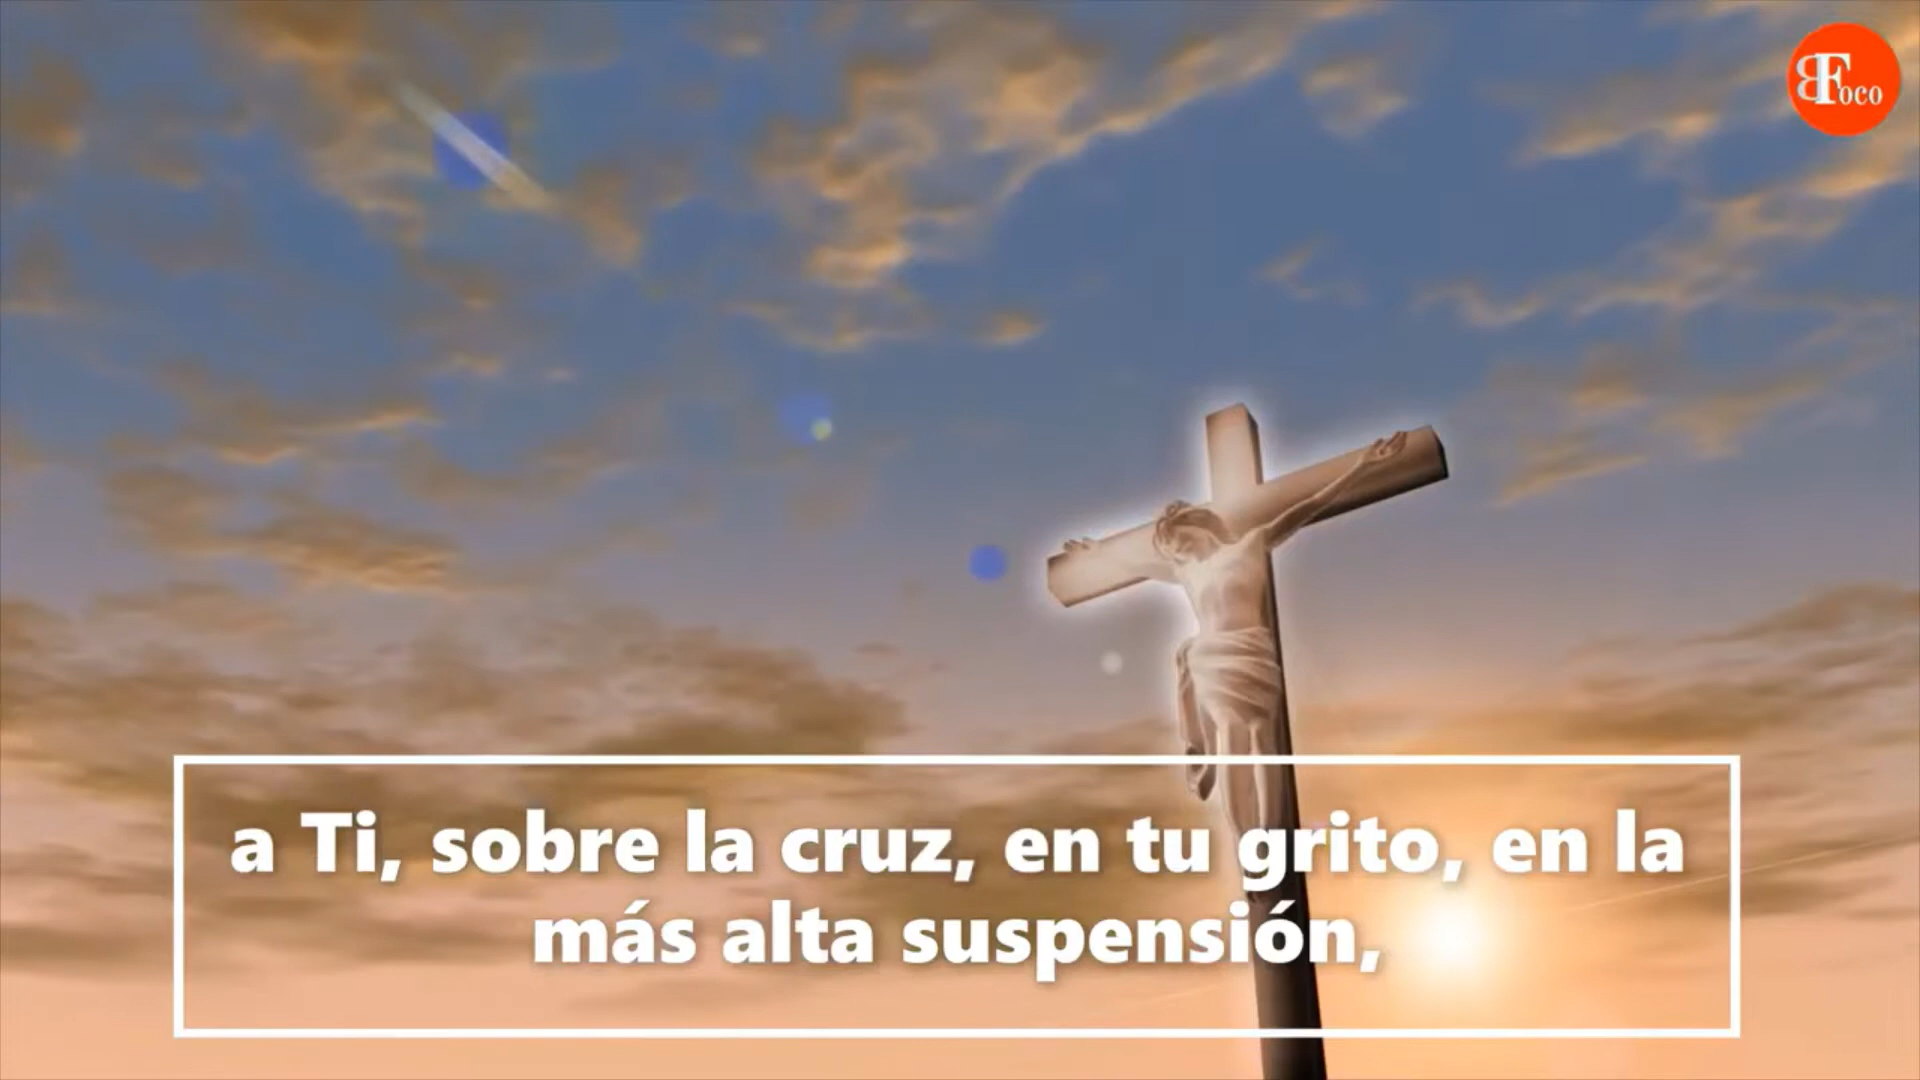 BFoco
a Ti, sobre la cruz, en tu grito, en la
más alta suspensión,